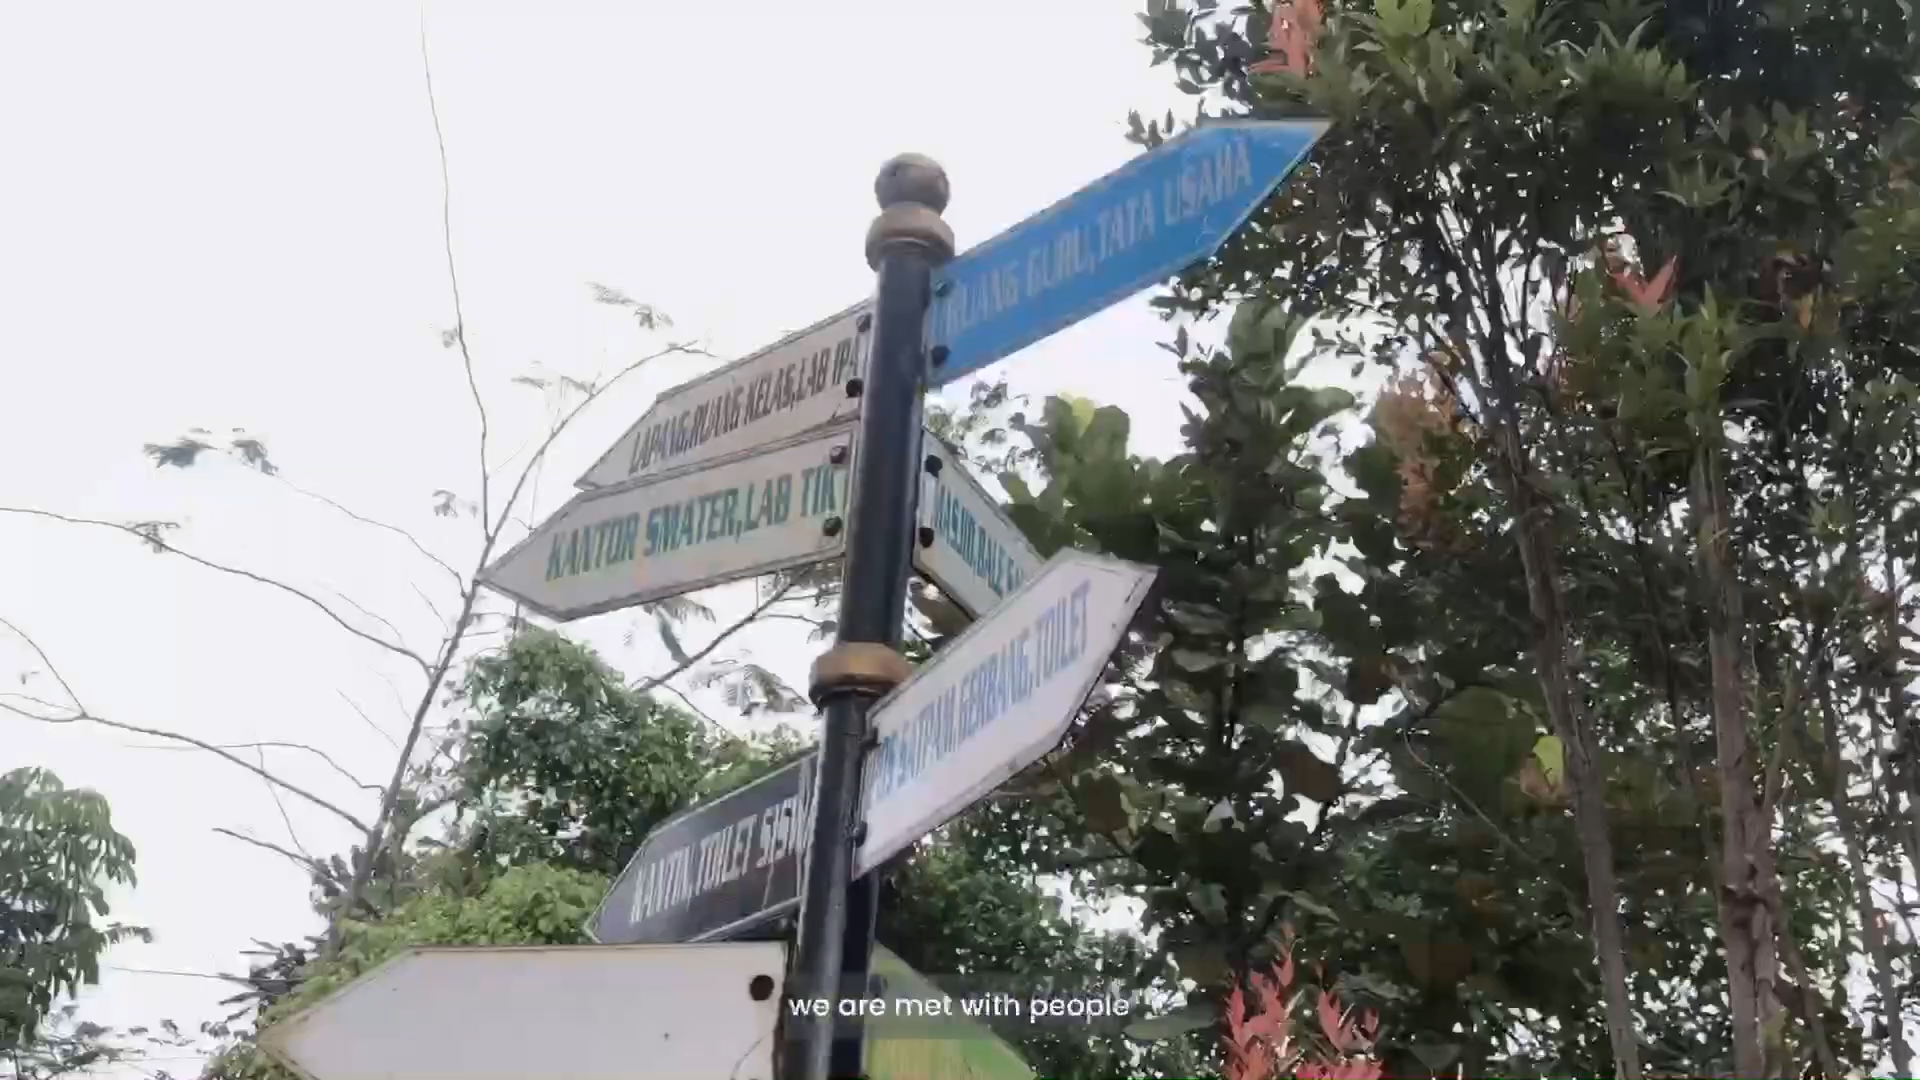 RUANG GURU,TATA USAHA
LAPANG,RUANG KELAS,LAB IPA
KANTOR SMATER,LAB TIK
POS SATPAM,GERBANG,TOILET
KANTIN,TOILET SISWA
we are met with people